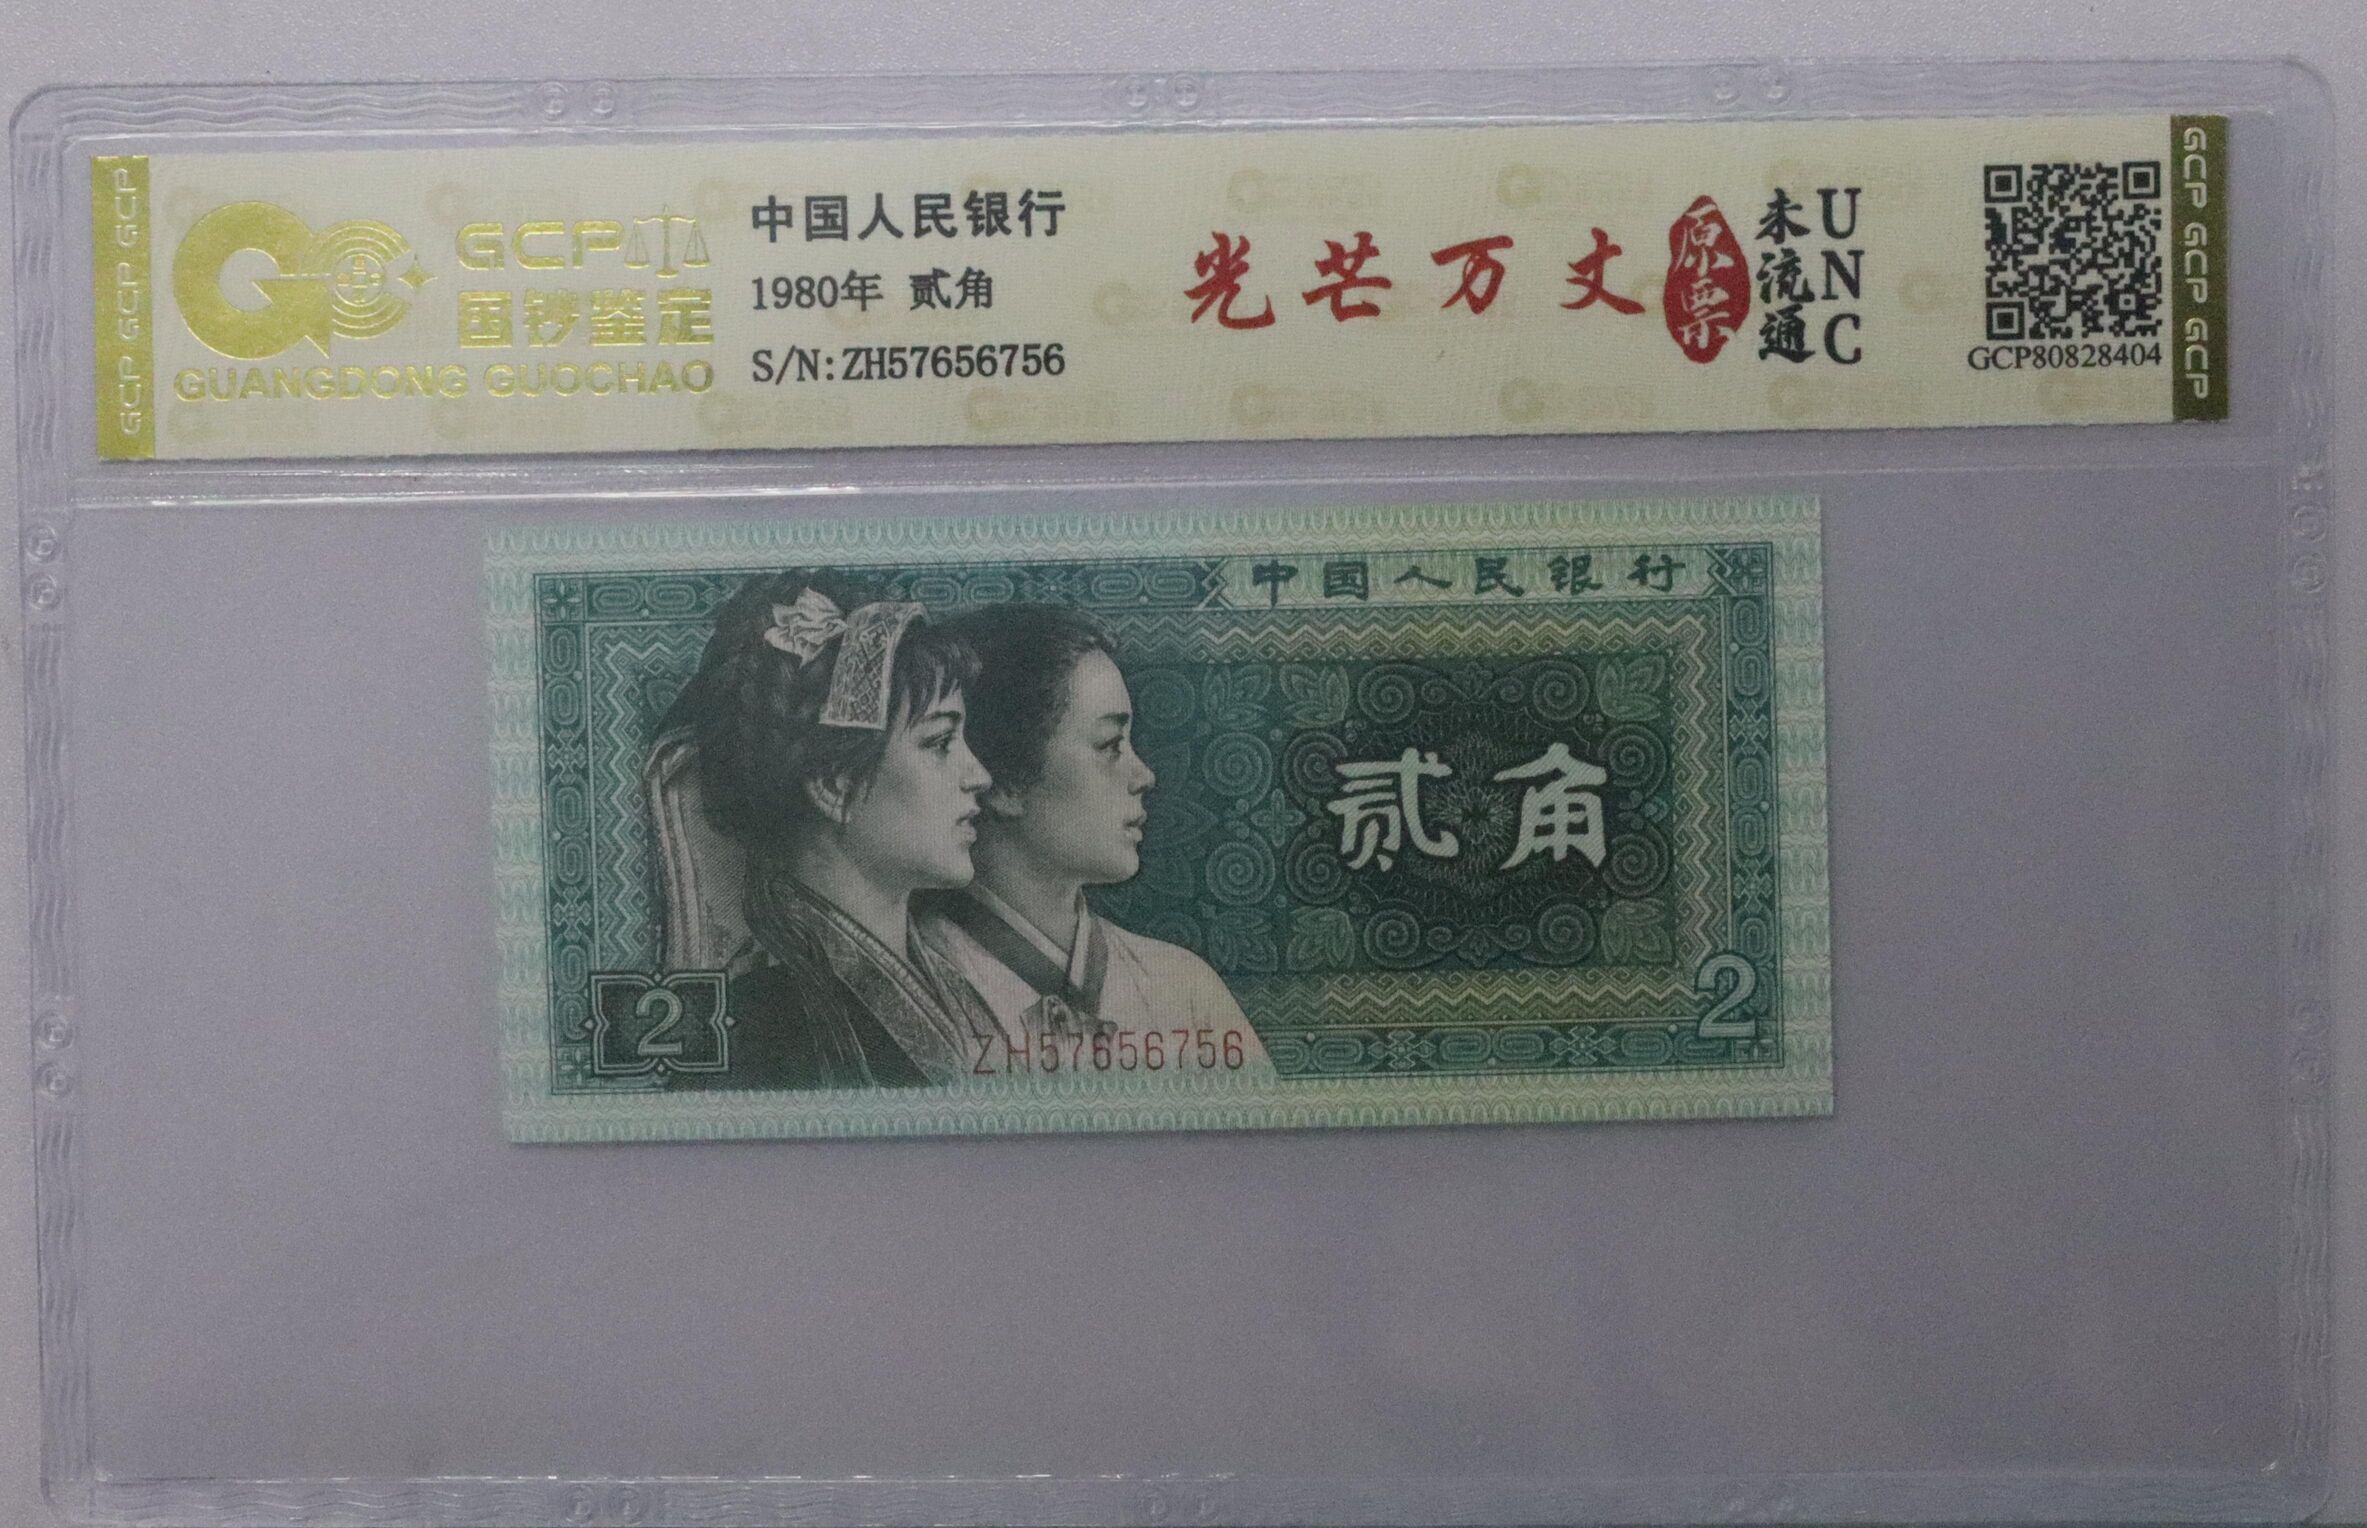 GCP GCP GCP
GCP
国钞鉴定
GUANGDONG GUOCHAO
中国人民银行
1980年 贰角
S/N:ZH57656756
光芒万丈
原票
未流通
UNC
GCP80828404
GCP GCP GCP
中国人民银行
贰角
2
2
ZH57656756